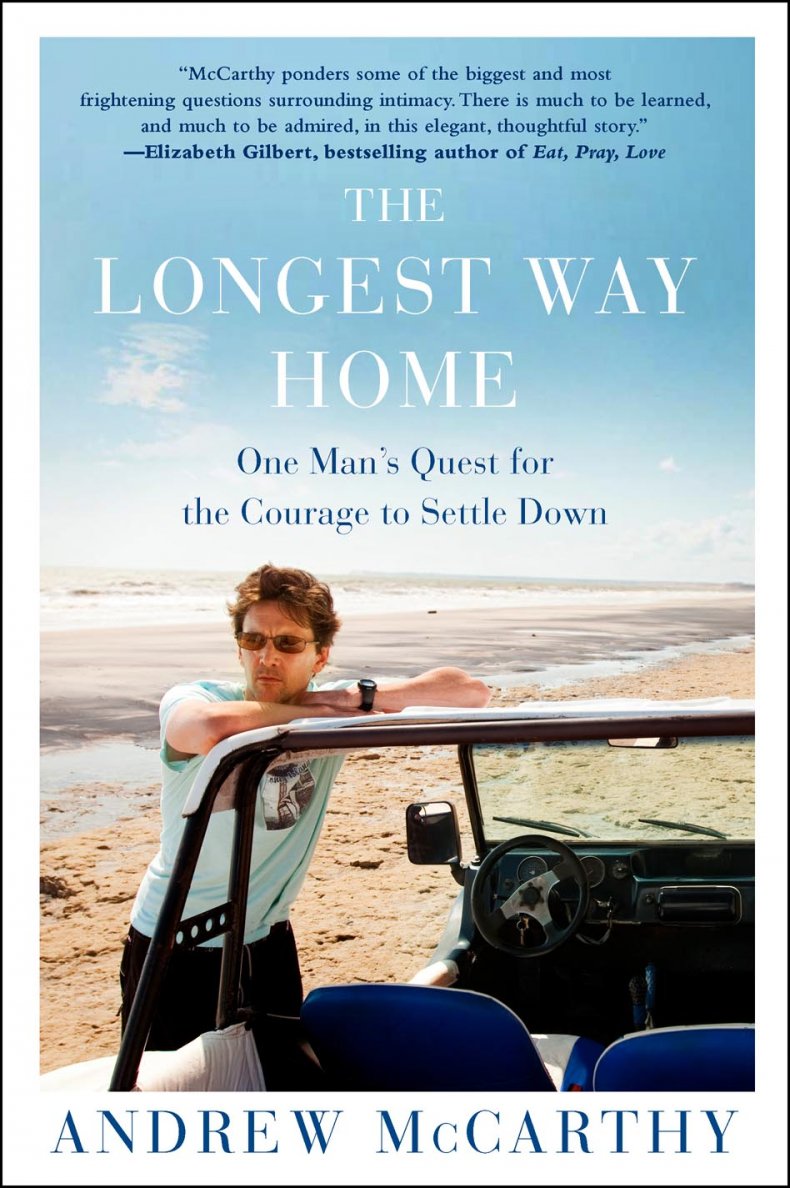 “McCarthy ponders some of the biggest and most
frightening questions surrounding intimacy. There is much to be learned,
and much to be admired, in this elegant, thoughtful story.”
—Elizabeth Gilbert, bestselling author of Eat, Pray, Love
THE
LONGEST WAY
HOME
One Man’s Quest for
the Courage to Settle Down
ANDREW McCARTHY